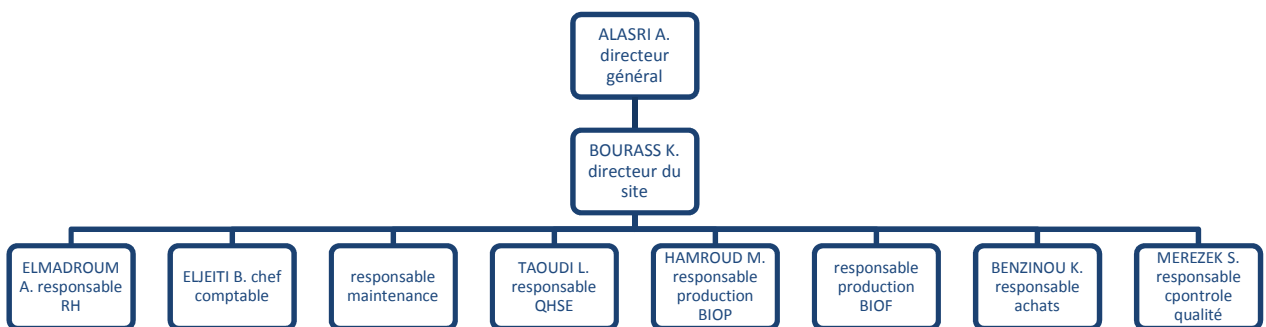 ALASRI A.
directeur
général
BOURASS K.
directeur du
site
ELMADROUM
A. responsable
RH
ELJEITI B. chef
comptable
responsable
maintenance
TAOUDI L.
responsable
QHSE
HAMROUD M.
responsable
production
BIOP
responsable
production
BIOF
BENZINOU K.
responsable
achats
MEREZEK S.
responsable
cpontrole
qualité